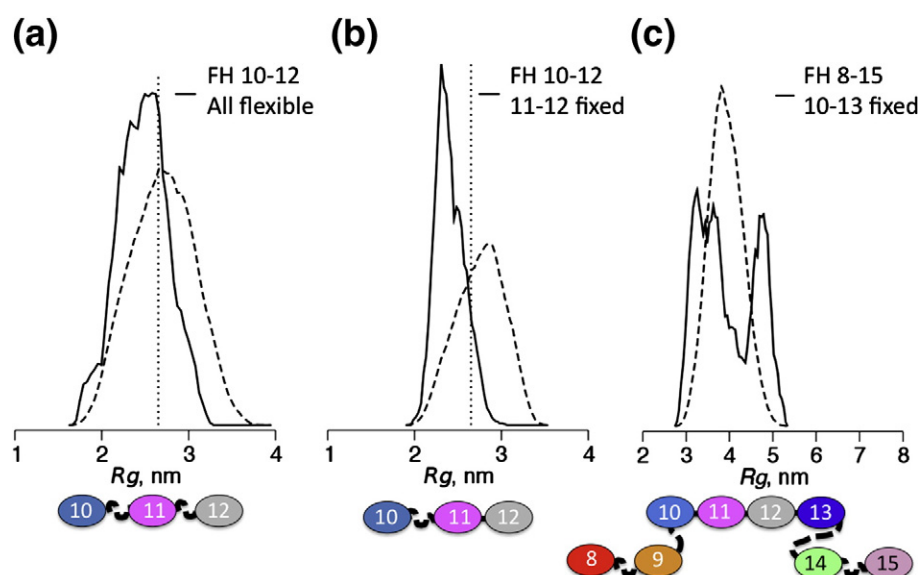 (a)
FH 10-12
All flexible
1 2 3 4
Rg, nm
10 11 12
(b)
FH 10-12
11-12 fixed
1 2 3 4
Rg, nm
10 11 12
(c)
FH 8-15
10-13 fixed
2 3 4 5 6 7 8
Rg, nm
10 11 12 13
8 9 14 15